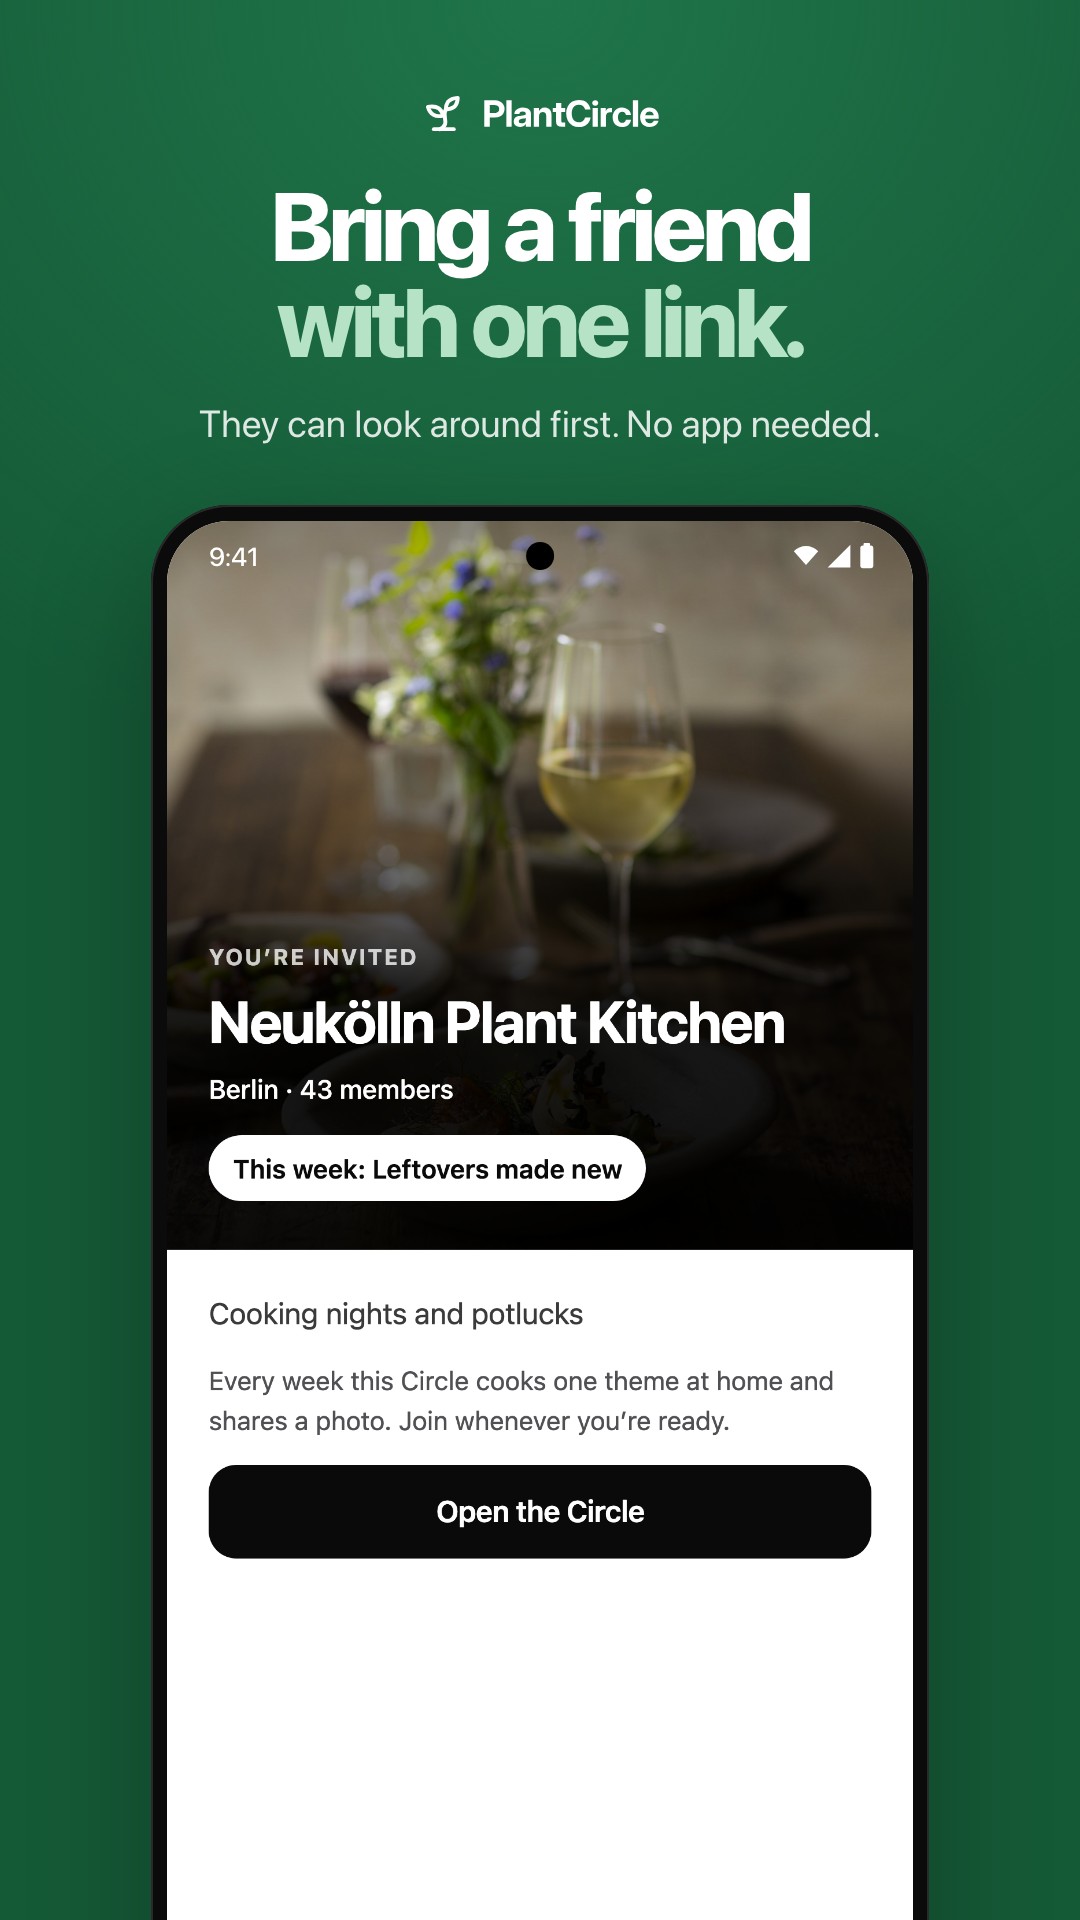 PlantCircle
Bring a friend
with one link.
They can look around first. No app needed.
9:41
YOU’RE INVITED
Neukölln Plant Kitchen
Berlin · 43 members
This week: Leftovers made new
Cooking nights and potlucks
Every week this Circle cooks one theme at home and
shares a photo. Join whenever you’re ready.
Open the Circle